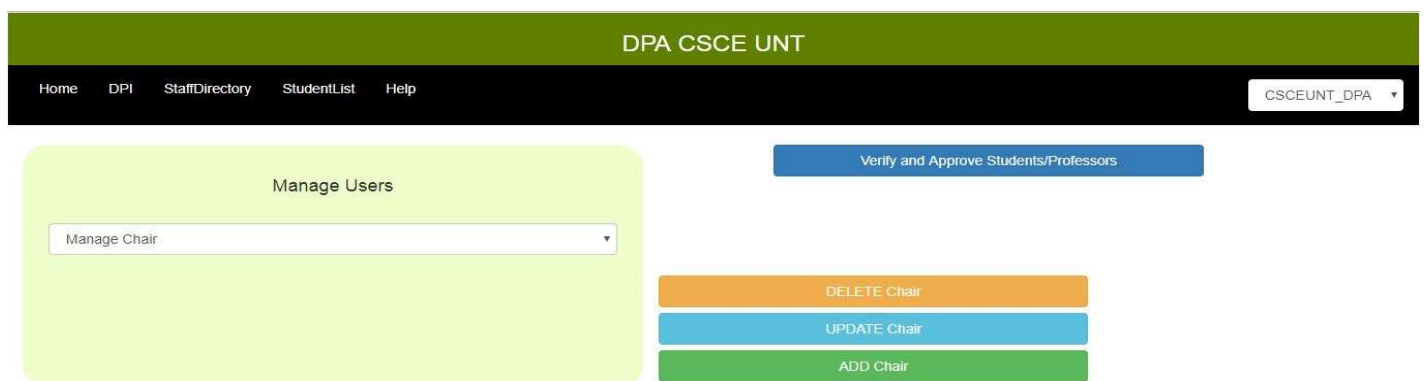 DPA CSCE UNT
Home DPI StaffDirectory StudentList Help CSCEUNT_DPA
Verify and Approve Students/Professors
Manage Users
Manage Chair
DELETE Chair
UPDATE Chair
ADD Chair